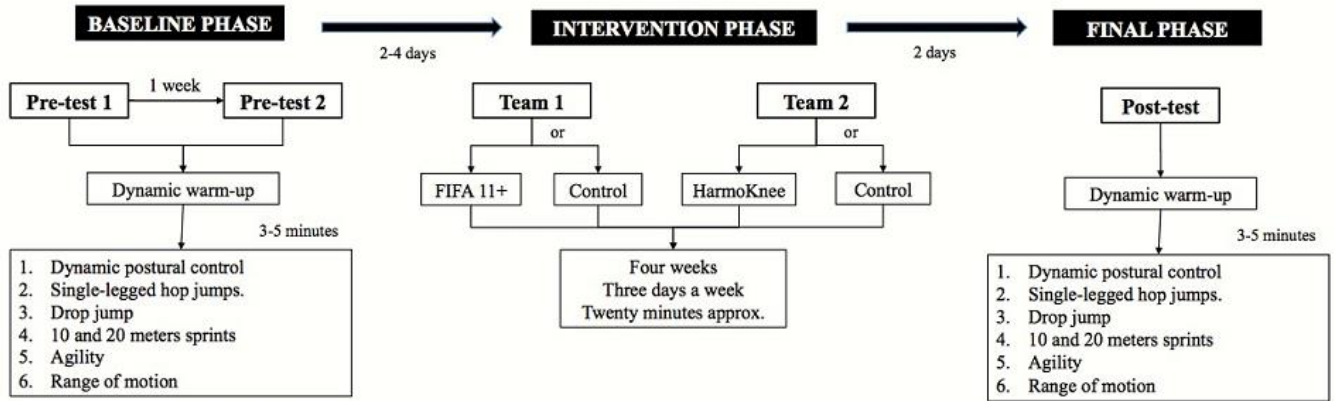 BASELINE PHASE
2-4 days
INTERVENTION PHASE
2 days
FINAL PHASE
Pre-test 1
1 week
Pre-test 2
Dynamic warm-up
3-5 minutes
1. Dynamic postural control
2. Single-legged hop jumps.
3. Drop jump
4. 10 and 20 meters sprints
5. Agility
6. Range of motion
Team 1
or
FIFA 11+
Control
Team 2
or
HarmoKnee
Control
Four weeks
Three days a week
Twenty minutes approx.
Post-test
Dynamic warm-up
3-5 minutes
1. Dynamic postural control
2. Single-legged hop jumps.
3. Drop jump
4. 10 and 20 meters sprints
5. Agility
6. Range of motion